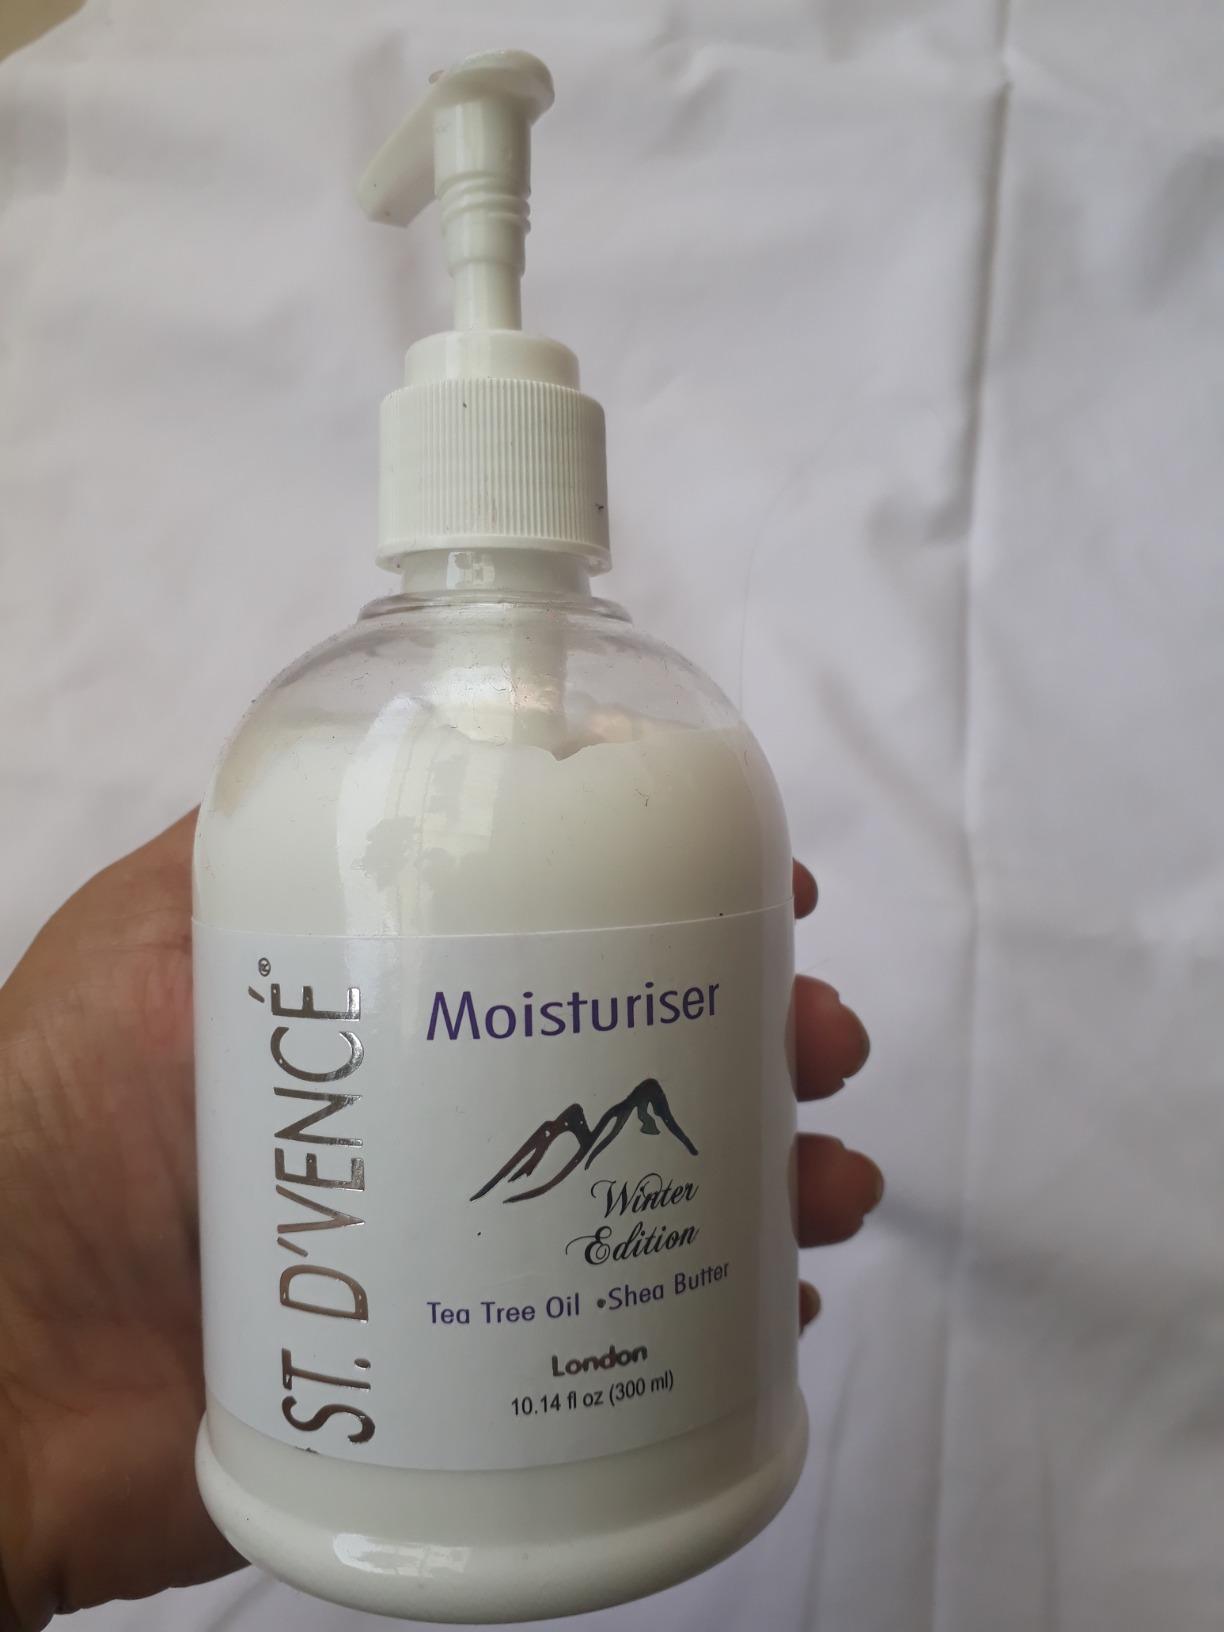 ST. D'VENCÉ®
Moisturiser
Winter
Edition
Tea Tree Oil •Shea Butter
London
10.14 fl oz (300 ml)